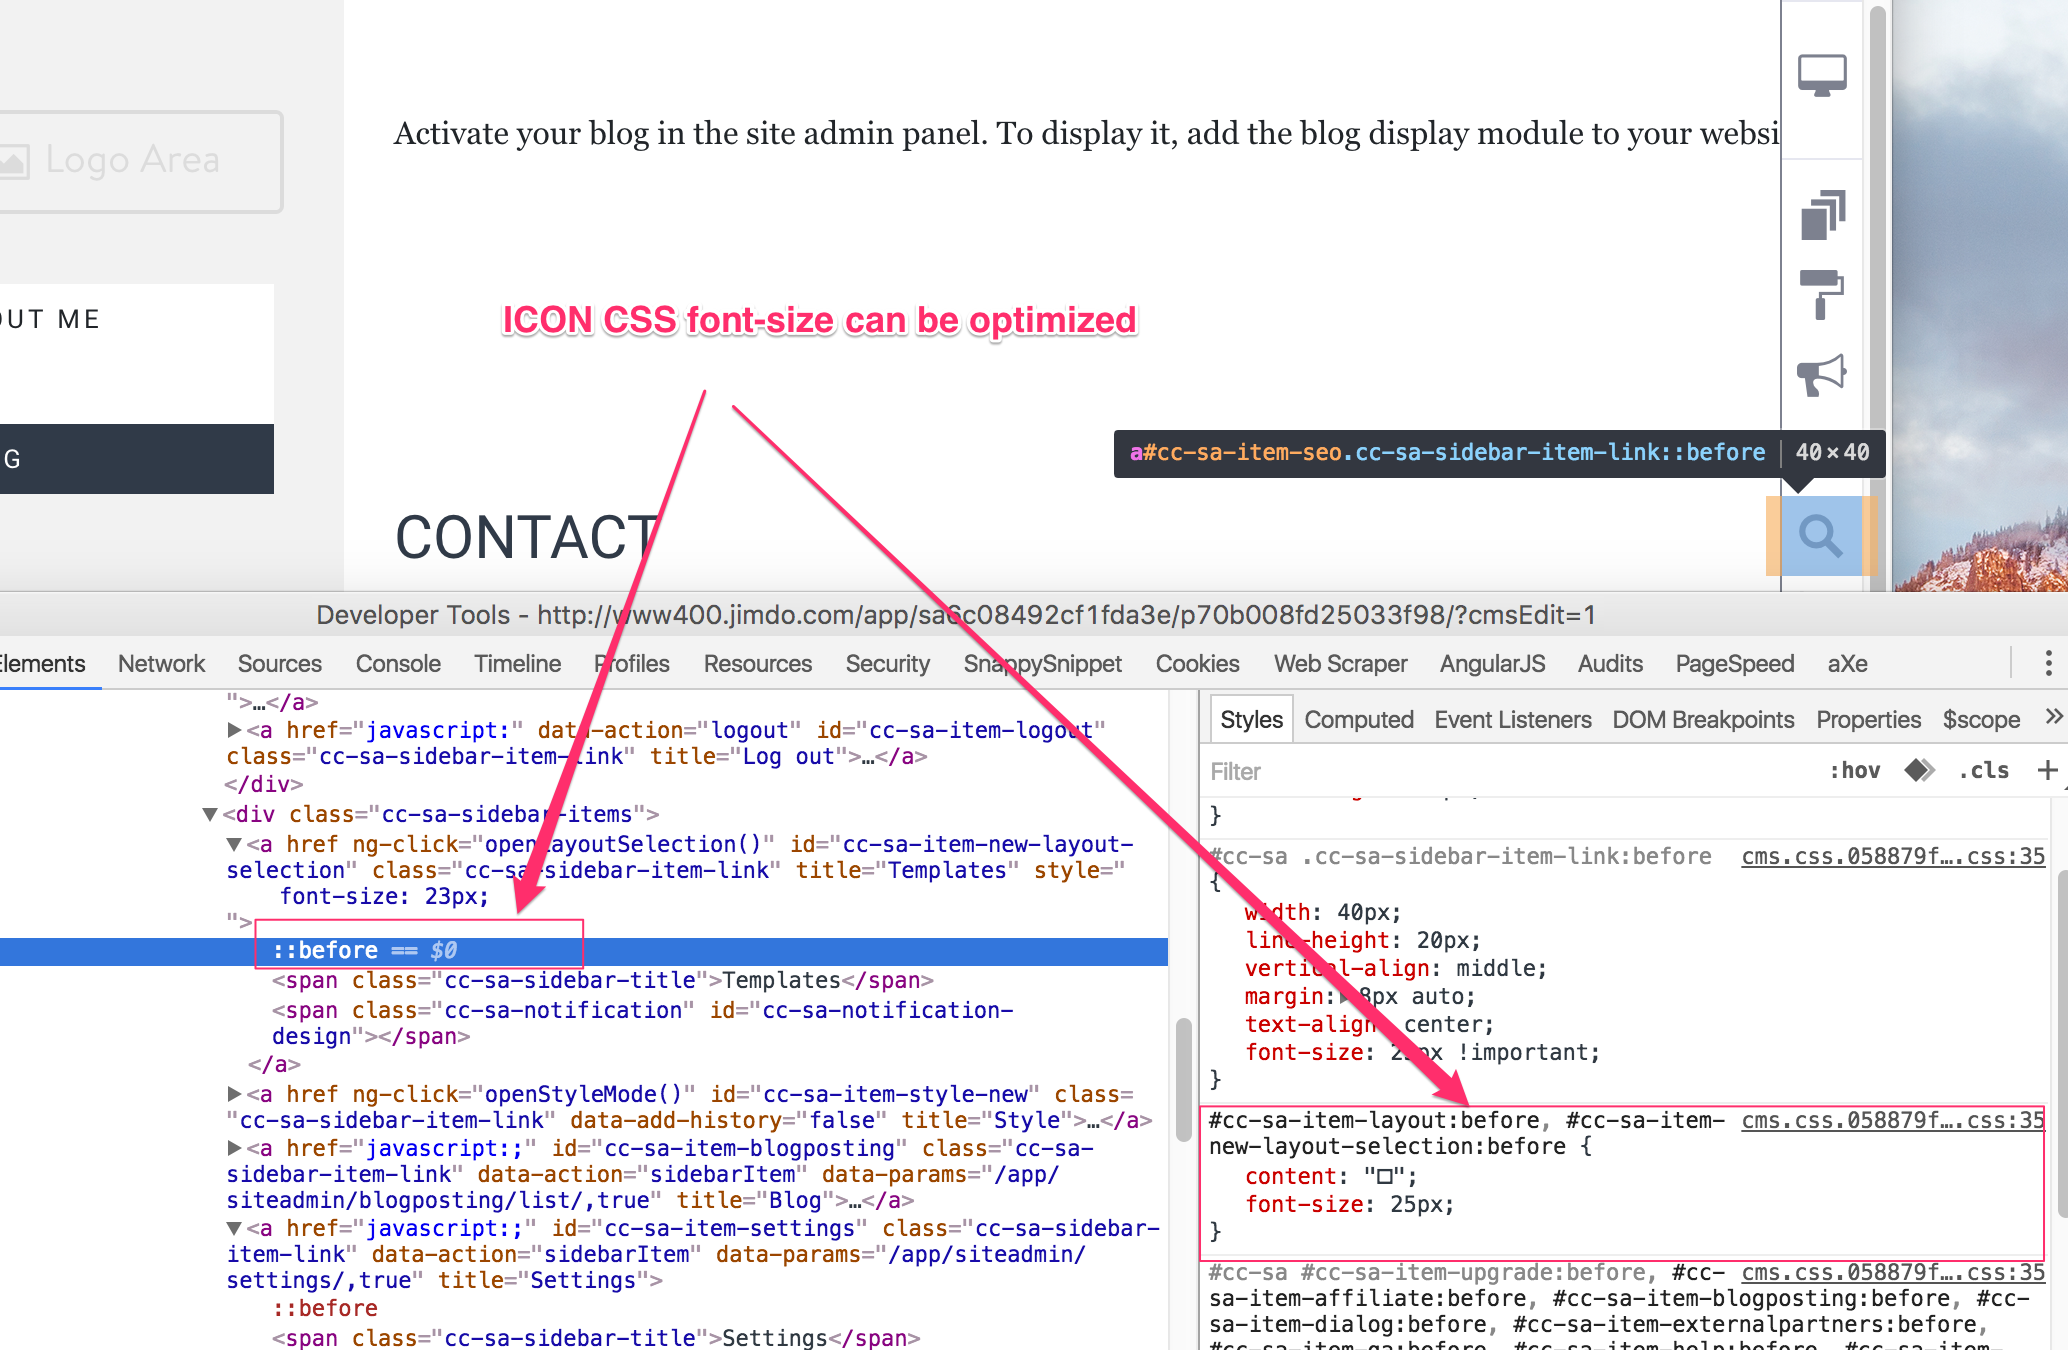 Activate your blog in the site admin panel. To display it, add the blog display module to your websi
Logo Area
OUT ME
ICON CSS font-size can be optimized
G
a#cc-sa-item-seo.cc-sa-sidebar-item-link::before | 40×40
CONTACT
Developer Tools - http://www400.jimdo.com/app/sa6c08492cf1fda3e/p70b008fd25033f98/?cmsEdit=1
Elements Network Sources Console Timeline Profiles Resources Security SnappySnippet Cookies Web Scraper AngularJS Audits PageSpeed aXe
">…</a>
<a href="javascript:" data-action="logout" id="cc-sa-item-logout"
class="cc-sa-sidebar-item-link" title="Log out">…</a>
</div>
<div class="cc-sa-sidebar-items">
<a href ng-click="openLayoutSelection()" id="cc-sa-item-new-layout-
selection" class="cc-sa-sidebar-item-link" title="Templates" style="
font-size: 23px;
">
::before == $0
<span class="cc-sa-sidebar-title">Templates</span>
<span class="cc-sa-notification" id="cc-sa-notification-
design"></span>
</a>
<a href ng-click="openStyleMode()" id="cc-sa-item-style-new" class=
"cc-sa-sidebar-item-link" data-add-history="false" title="Style">…</a>
<a href="javascript:;" id="cc-sa-item-blogposting" class="cc-sa-
sidebar-item-link" data-action="sidebarItem" data-params="/app/
siteadmin/blogposting/list/,true" title="Blog">…</a>
<a href="javascript:;" id="cc-sa-item-settings" class="cc-sa-sidebar-
item-link" data-action="sidebarItem" data-params="/app/siteadmin/
settings/,true" title="Settings">
::before
<span class="cc-sa-sidebar-title">Settings</span>
Styles Computed Event Listeners DOM Breakpoints Properties $scope »
Filter :hov .cls +
}
#cc-sa .cc-sa-sidebar-item-link:before cms.css.058879f….css:35
{
width: 40px;
line-height: 20px;
vertical-align: middle;
margin: 8px auto;
text-align: center;
font-size: !important;
}
#cc-sa-item-layout:before, #cc-sa-item- cms.css.058879f….css:35
new-layout-selection:before {
content: "□";
font-size: 25px;
}
#cc-sa #cc-sa-item-upgrade:before, #cc- cms.css.058879f….css:35
sa-item-affiliate:before, #cc-sa-item-blogposting:before, #cc-
sa-item-dialog:before, #cc-sa-item-externalpartners:before,
#cc-sa-item-qa:before, #cc-sa-item-help:before, #cc-sa-item-